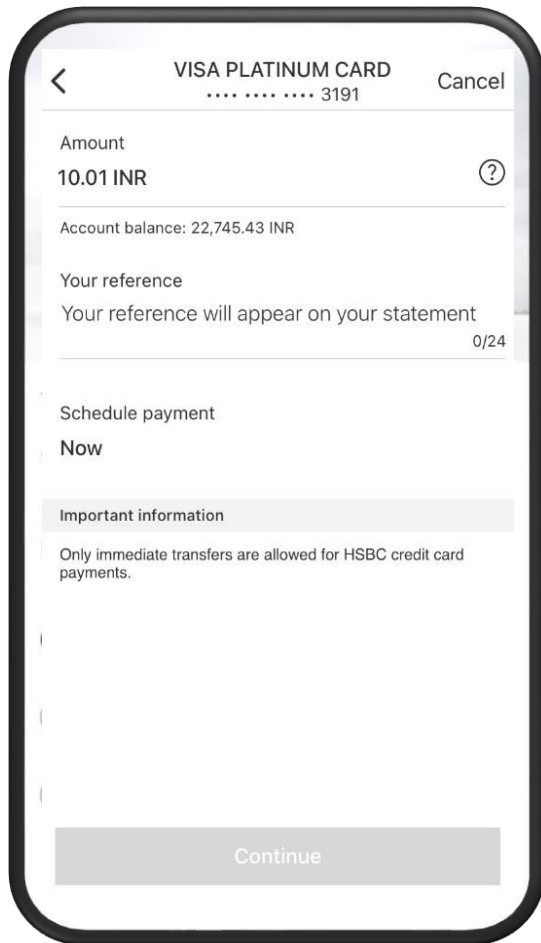 VISA PLATINUM CARD
•••• •••• •••• 3191
Cancel
Amount
10.01 INR
?
Account balance: 22,745.43 INR
Your reference
Your reference will appear on your statement
0/24
Schedule payment
Now
Important information
Only immediate transfers are allowed for HSBC credit card
payments.
Continue